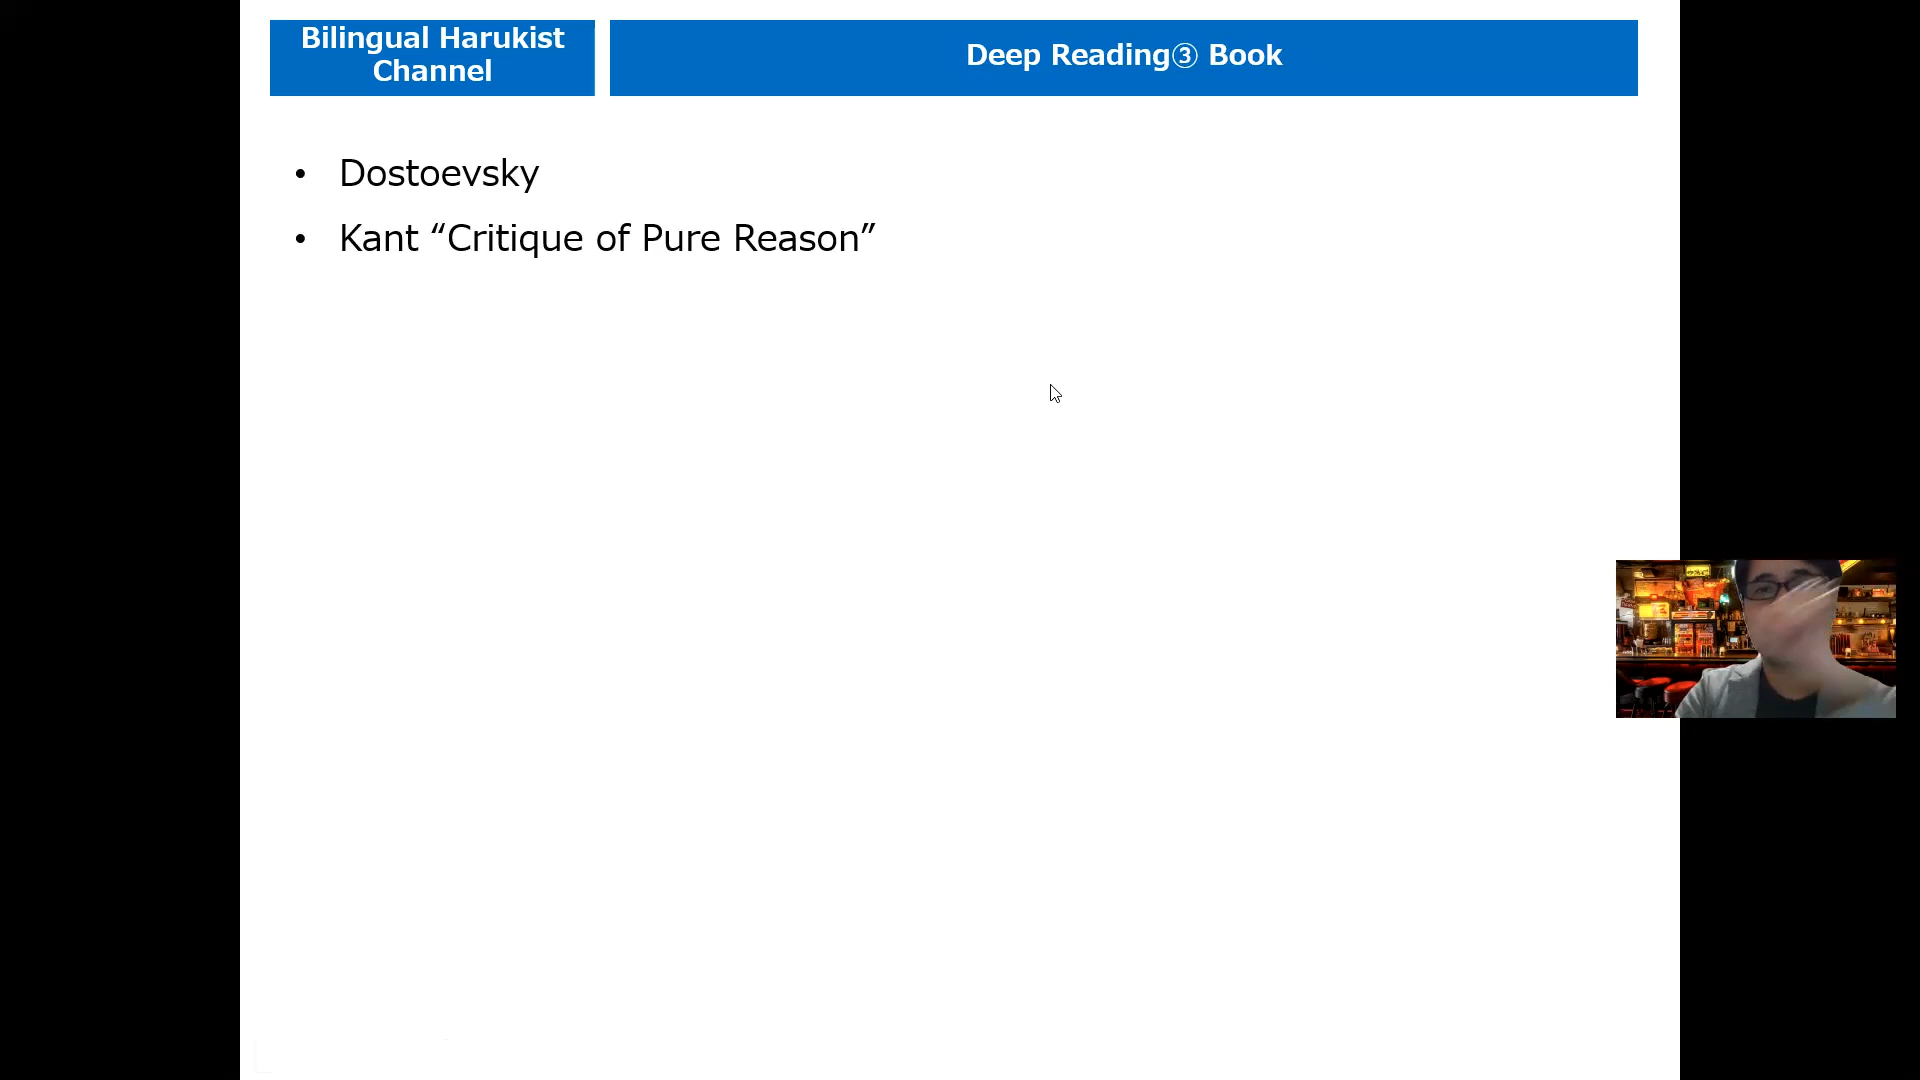 Bilingual Harukist
Channel
Deep Reading③ Book
• Dostoevsky
• Kant “Critique of Pure Reason”